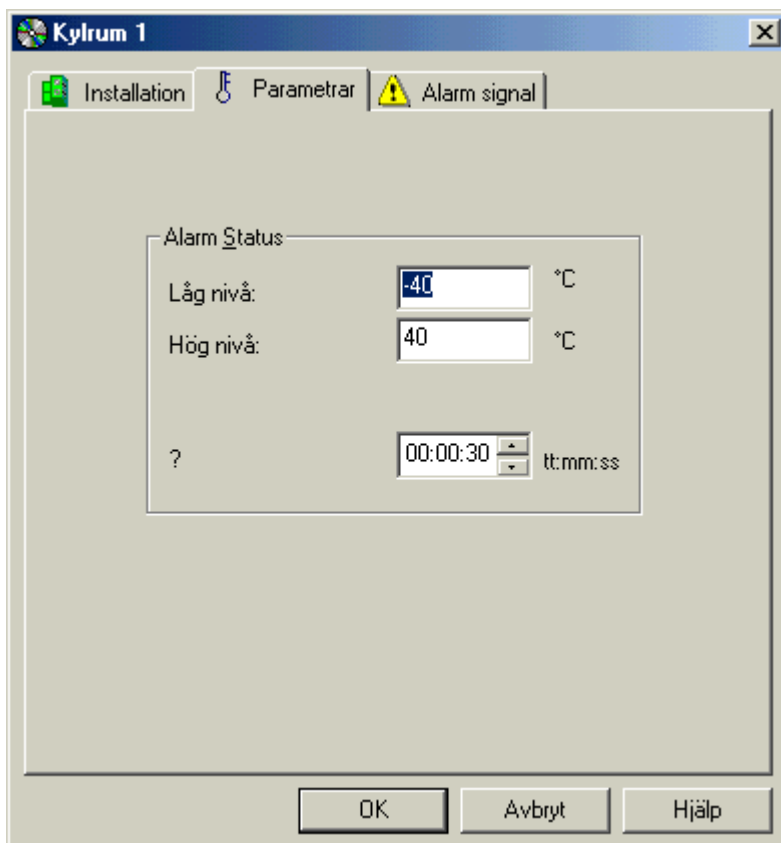 Kylrum 1
Installation Parametrar Alarm signal
Alarm Status
Låg nivå: -40 °C
Hög nivå: 40 °C
? 00:00:30 tt:mm:ss
OK Avbryt Hjälp